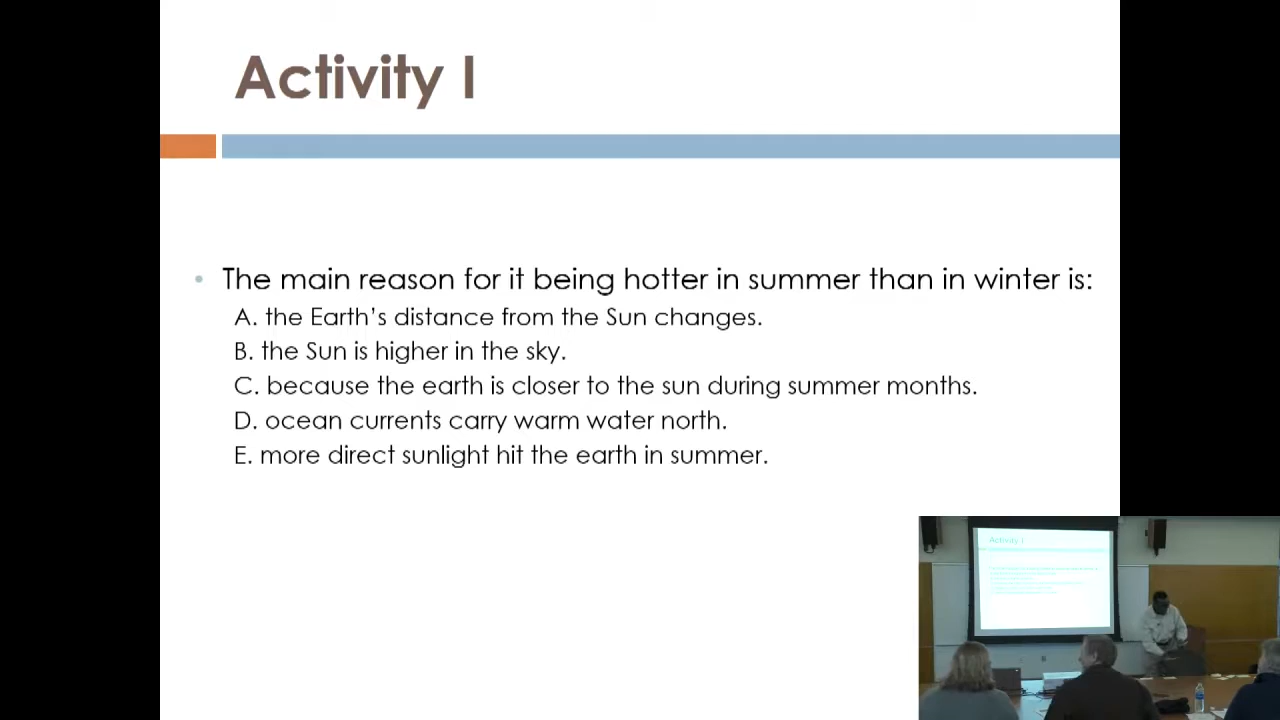 Activity I
• The main reason for it being hotter in summer than in winter is:
A. the Earth's distance from the Sun changes.
B. the Sun is higher in the sky.
C. because the earth is closer to the sun during summer months.
D. ocean currents carry warm water north.
E. more direct sunlight hit the earth in summer.
Activity I